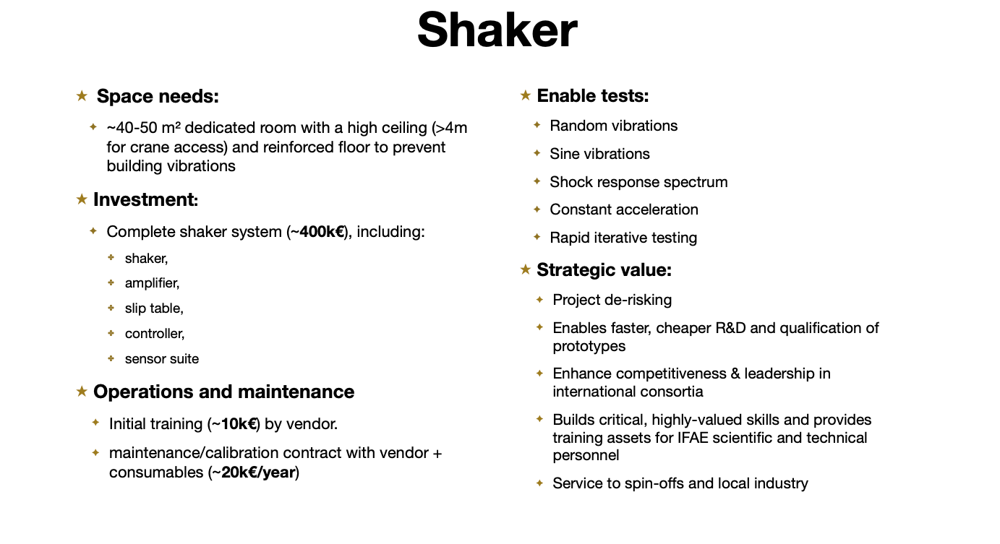 Shaker
Space needs:
~40-50 m² dedicated room with a high ceiling (>4m
for crane access) and reinforced floor to prevent
building vibrations
Investment:
Complete shaker system (~400k€), including:
shaker,
amplifier,
slip table,
controller,
sensor suite
Operations and maintenance
Initial training (~10k€) by vendor.
maintenance/calibration contract with vendor +
consumables (~20k€/year)
Enable tests:
Random vibrations
Sine vibrations
Shock response spectrum
Constant acceleration
Rapid iterative testing
Strategic value:
Project de-risking
Enables faster, cheaper R&D and qualification of
prototypes
Enhance competitiveness & leadership in
international consortia
Builds critical, highly-valued skills and provides
training assets for IFAE scientific and technical
personnel
Service to spin-offs and local industry